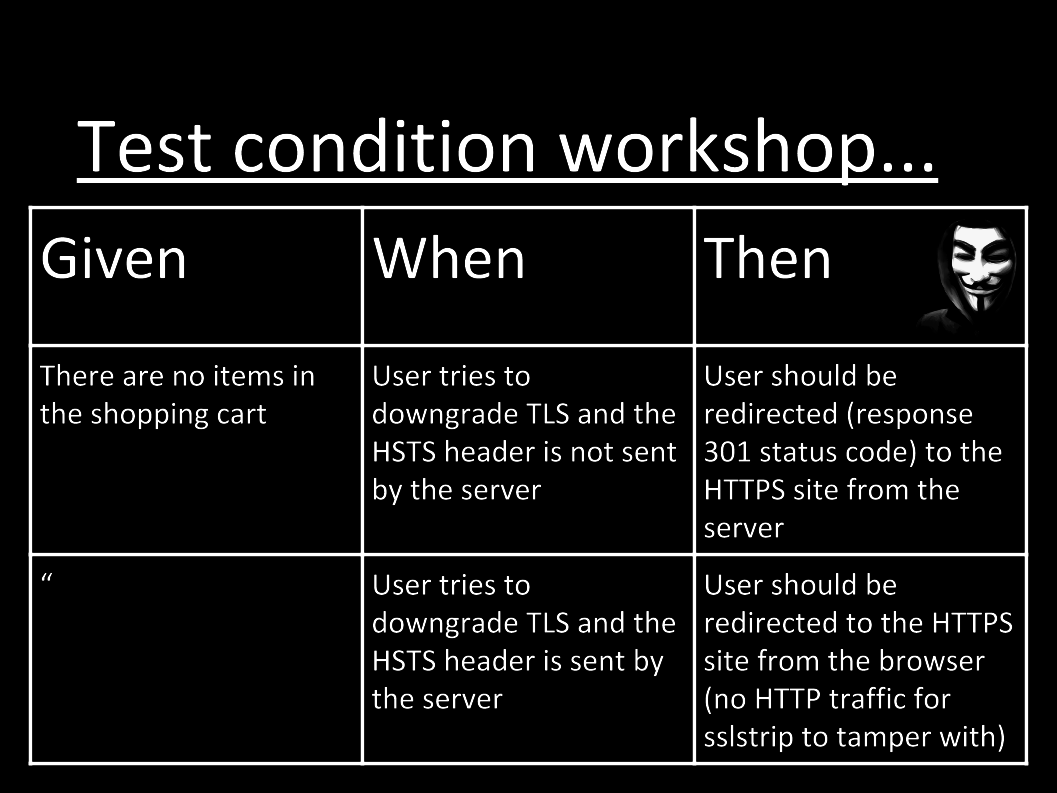 Test condition workshop...
Given
When
Then
There are no items in
the shopping cart
User tries to
downgrade TLS and the
HSTS header is not sent
by the server
User should be
redirected (response
301 status code) to the
HTTPS site from the
server
“
User tries to
downgrade TLS and the
HSTS header is sent by
the server
User should be
redirected to the HTTPS
site from the browser
(no HTTP traffic for
sslstrip to tamper with)